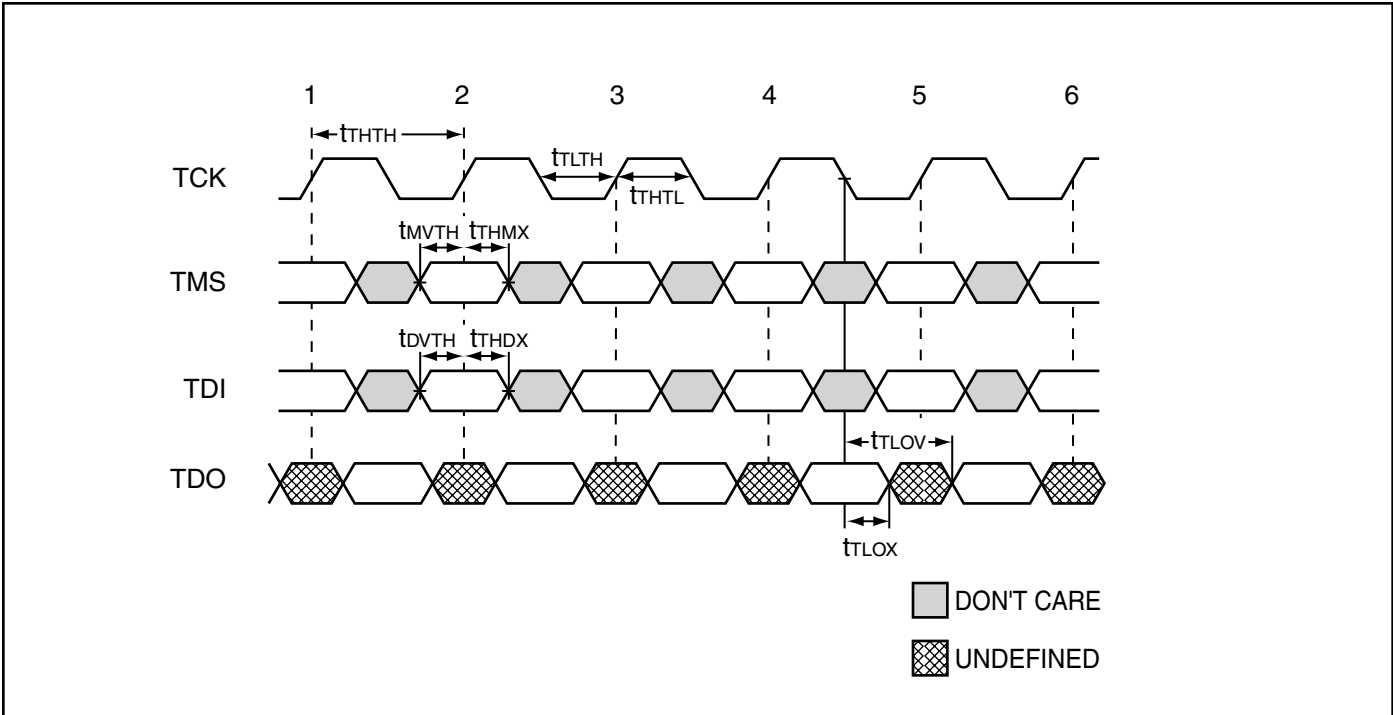 1 2 3 4 5 6
tTHTH
TCK
tTLTH
tTHTL
tMVTH tTHMX
TMS
tDVTH tTHDX
TDI
tTLOV
TDO
tTLOX
DON'T CARE
UNDEFINED